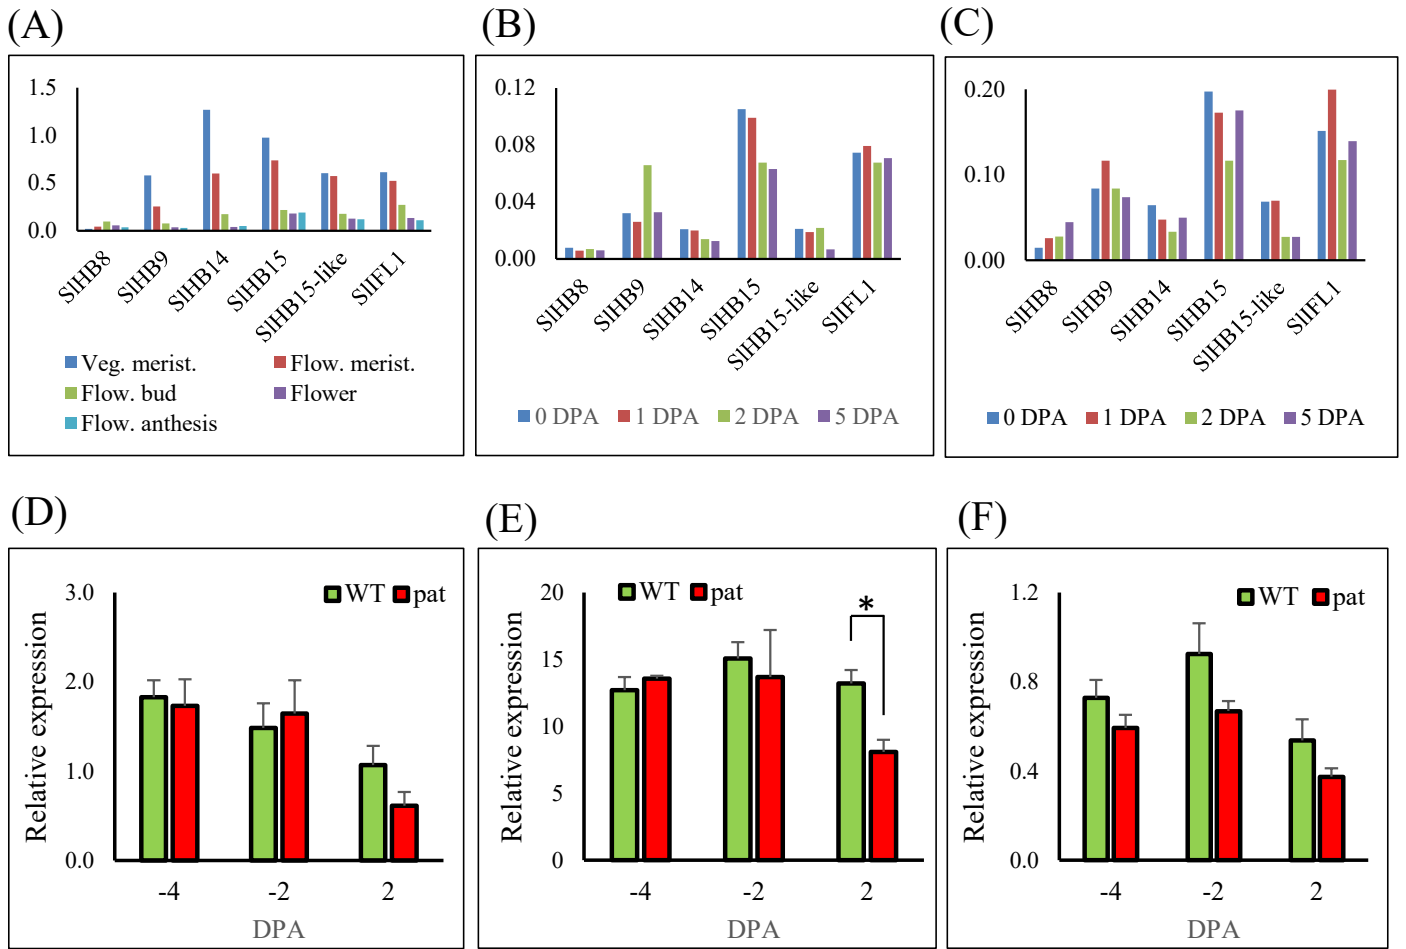 (A)
1.5
1.0
0.5
0.0
SlHB8
SlHB9
SlHB14
SlHB15
SlHB15-like
SlIFL1
Veg. merist.
Flow. merist.
Flow. bud
Flower
Flow. anthesis
(B)
0.12
0.08
0.04
0.00
SlHB8
SlHB9
SlHB14
SlHB15
SlHB15-like
SlIFL1
0 DPA 1 DPA 2 DPA 5 DPA
(C)
0.20
0.10
0.00
SlHB8
SlHB9
SlHB14
SlHB15
SlHB15-like
SlIFL1
0 DPA 1 DPA 2 DPA 5 DPA
(D)
WT pat
Relative expression
3.0
2.0
1.0
0.0
-4 -2 2
DPA
(E)
WT pat
*
Relative expression
20
15
10
5
0
-4 -2 2
DPA
(F)
WT pat
Relative expression
1.2
0.8
0.4
0.0
-4 -2 2
DPA